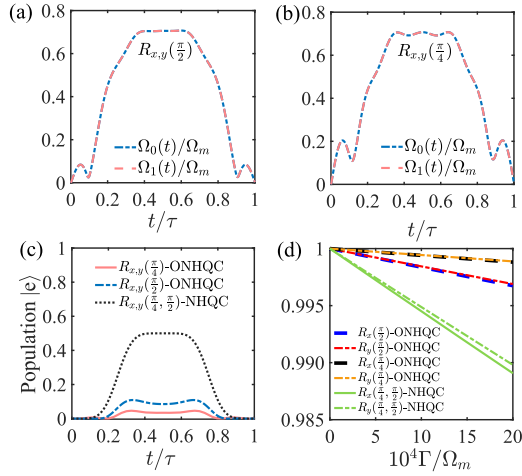 (a)
0.8
0.6
0.4
0.2
0
R_{x,y}(π/2)
Ω_0(t)/Ω_m
Ω_1(t)/Ω_m
0 0.2 0.4 0.6 0.8 1
t/τ
(b)
0.8
0.6
0.4
0.2
0
R_{x,y}(π/4)
Ω_0(t)/Ω_m
Ω_1(t)/Ω_m
0 0.2 0.4 0.6 0.8 1
t/τ
(c)
Population |e⟩
1
0.8
0.6
0.4
0.2
0
R_{x,y}(π/4)-ONHQC
R_{x,y}(π/2)-ONHQC
R_{x,y}(π/4, π/2)-NHQC
0 0.2 0.4 0.6 0.8 1
t/τ
(d)
1
0.995
0.990
0.985
R_x(π/2)-ONHQC
R_y(π/2)-ONHQC
R_x(π/4)-ONHQC
R_y(π/4)-ONHQC
R_x(π/4, π/2)-NHQC
R_y(π/4, π/2)-NHQC
0 5 10 15 20
10^4Γ/Ω_m